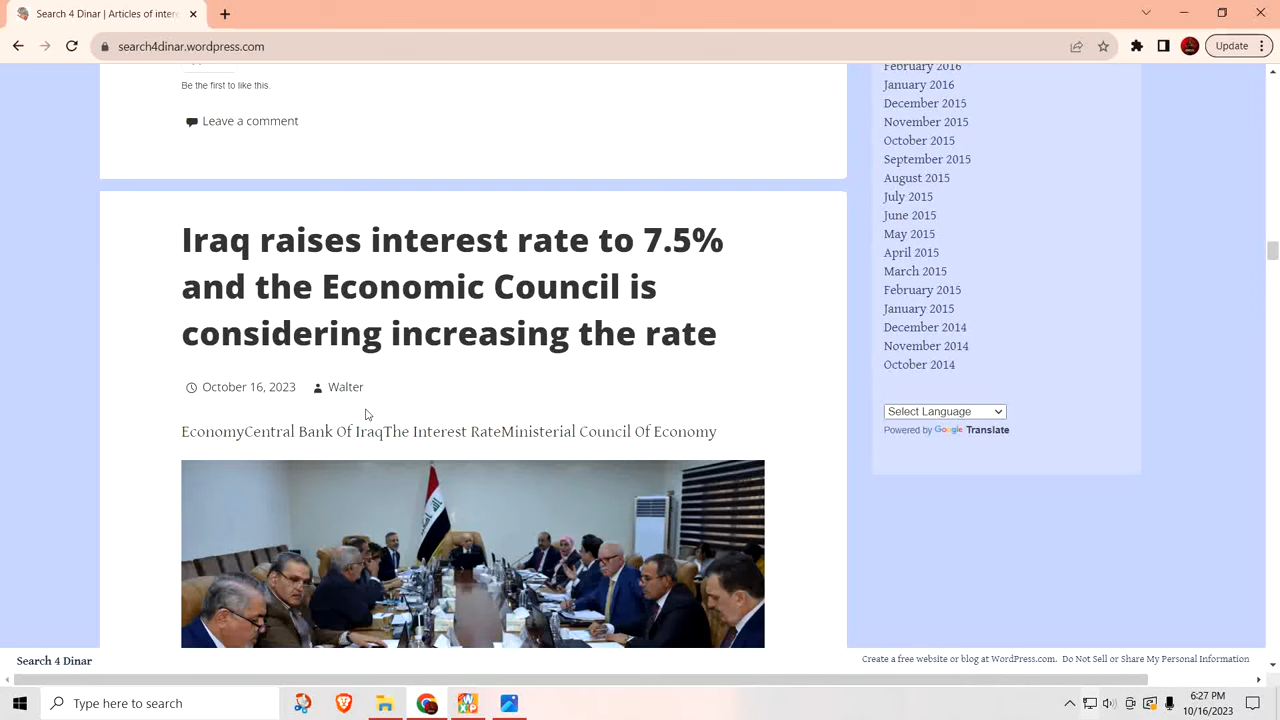 Search 4 Dinar | Articles of inter
search4dinar.wordpress.com
Update
Be the first to like this.
Leave a comment
Iraq raises interest rate to 7.5%
and the Economic Council is
considering increasing the rate
October 16, 2023 Walter
EconomyCentral Bank Of IraqThe Interest RateMinisterial Council Of Economy
February 2016
January 2016
December 2015
November 2015
October 2015
September 2015
August 2015
July 2015
June 2015
May 2015
April 2015
March 2015
February 2015
January 2015
December 2014
November 2014
October 2014
Select Language
Powered by Google Translate
Search 4 Dinar
Create a free website or blog at WordPress.com. Do Not Sell or Share My Personal Information
Type here to search
6:27 PM
10/16/2023